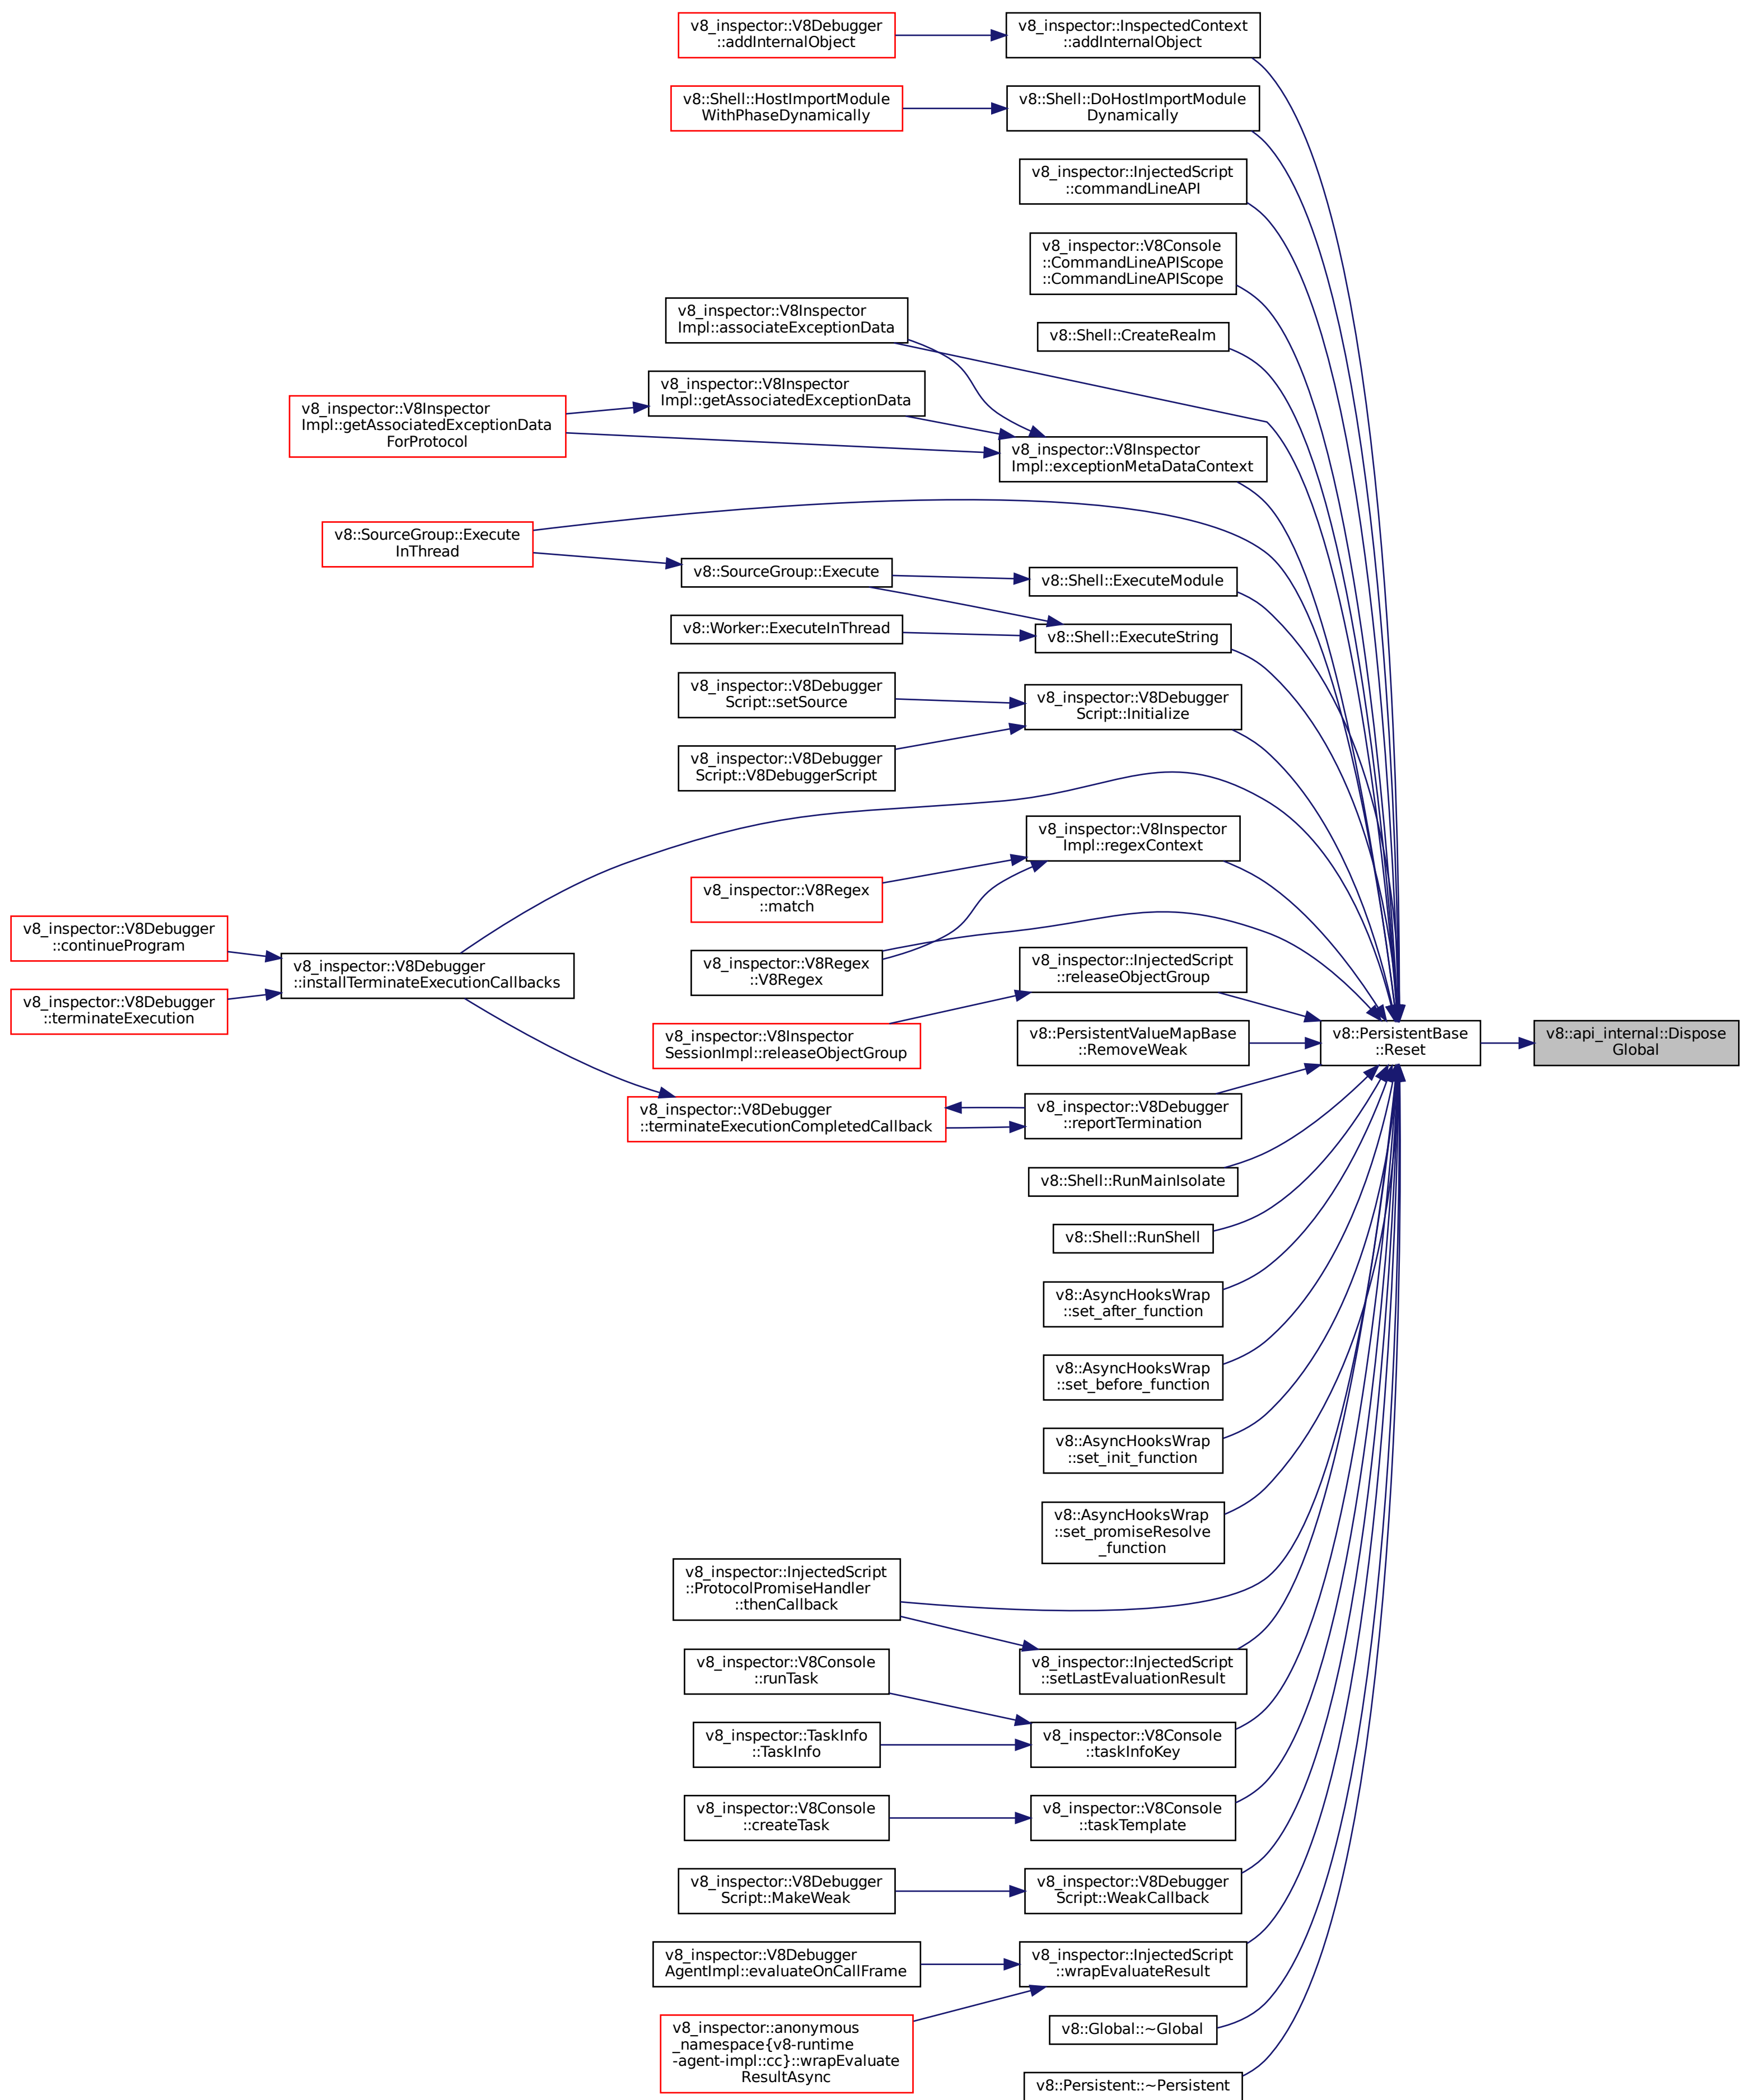 v8_inspector::V8Debugger
::addInternalObject
v8_inspector::InspectedContext
::addInternalObject
v8::Shell::HostImportModule
WithPhaseDynamically
v8::Shell::DoHostImportModule
Dynamically
v8_inspector::InjectedScript
::commandLineAPI
v8_inspector::V8Console
::CommandLineAPIScope
::CommandLineAPIScope
v8_inspector::V8Inspector
Impl::associateExceptionData
v8::Shell::CreateRealm
v8_inspector::V8Inspector
Impl::getAssociatedExceptionData
v8_inspector::V8Inspector
Impl::getAssociatedExceptionData
ForProtocol
v8_inspector::V8Inspector
Impl::exceptionMetaDataContext
v8::SourceGroup::Execute
InThread
v8::SourceGroup::Execute
v8::Shell::ExecuteModule
v8::Worker::ExecuteInThread
v8::Shell::ExecuteString
v8_inspector::V8Debugger
Script::setSource
v8_inspector::V8Debugger
Script::Initialize
v8_inspector::V8Debugger
Script::V8DebuggerScript
v8_inspector::V8Inspector
Impl::regexContext
v8_inspector::V8Regex
::match
v8_inspector::V8Debugger
::continueProgram
v8_inspector::V8Debugger
::installTerminateExecutionCallbacks
v8_inspector::V8Regex
::V8Regex
v8_inspector::InjectedScript
::releaseObjectGroup
v8_inspector::V8Debugger
::terminateExecution
v8_inspector::V8Inspector
SessionImpl::releaseObjectGroup
v8::PersistentValueMapBase
::RemoveWeak
v8::PersistentBase
::Reset
v8::api_internal::Dispose
Global
v8_inspector::V8Debugger
::terminateExecutionCompletedCallback
v8_inspector::V8Debugger
::reportTermination
v8::Shell::RunMainIsolate
v8::Shell::RunShell
v8::AsyncHooksWrap
::set_after_function
v8::AsyncHooksWrap
::set_before_function
v8::AsyncHooksWrap
::set_init_function
v8::AsyncHooksWrap
::set_promiseResolve
_function
v8_inspector::InjectedScript
::ProtocolPromiseHandler
::thenCallback
v8_inspector::V8Console
::runTask
v8_inspector::InjectedScript
::setLastEvaluationResult
v8_inspector::TaskInfo
::TaskInfo
v8_inspector::V8Console
::taskInfoKey
v8_inspector::V8Console
::createTask
v8_inspector::V8Console
::taskTemplate
v8_inspector::V8Debugger
Script::MakeWeak
v8_inspector::V8Debugger
Script::WeakCallback
v8_inspector::V8Debugger
AgentImpl::evaluateOnCallFrame
v8_inspector::InjectedScript
::wrapEvaluateResult
v8_inspector::anonymous
_namespace{v8-runtime
-agent-impl::cc}::wrapEvaluate
ResultAsync
v8::Global::~Global
v8::Persistent::~Persistent